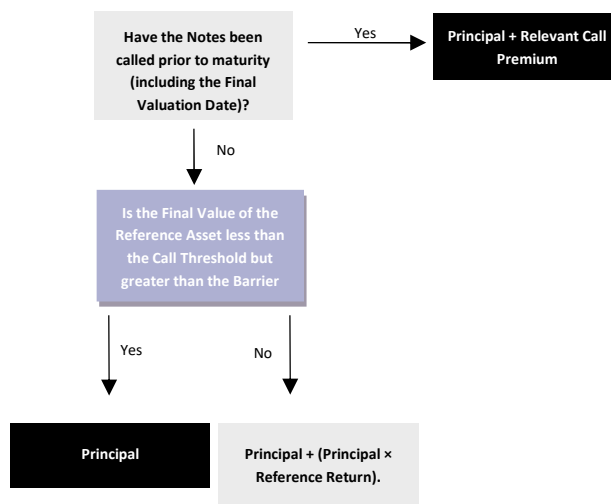 Have the Notes been
called prior to maturity
(including the Final
Valuation Date)?
Yes
Principal + Relevant Call
Premium
No
Is the Final Value of the
Reference Asset less than
the Call Threshold but
greater than the Barrier
Yes
No
Principal
Principal + (Principal ×
Reference Return).